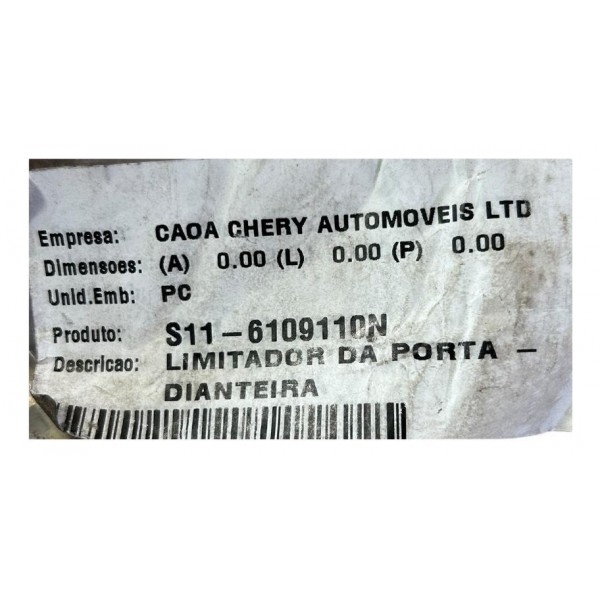 Empresa: CAOA CHERY AUTOMOVEIS LTD
Dimensoes: (A) 0.00 (L) 0.00 (P) 0.00
Unid.Emb: PC
Produto: S11-6109110N
Descricao: LIMITADOR DA PORTA -
DIANTEIRA